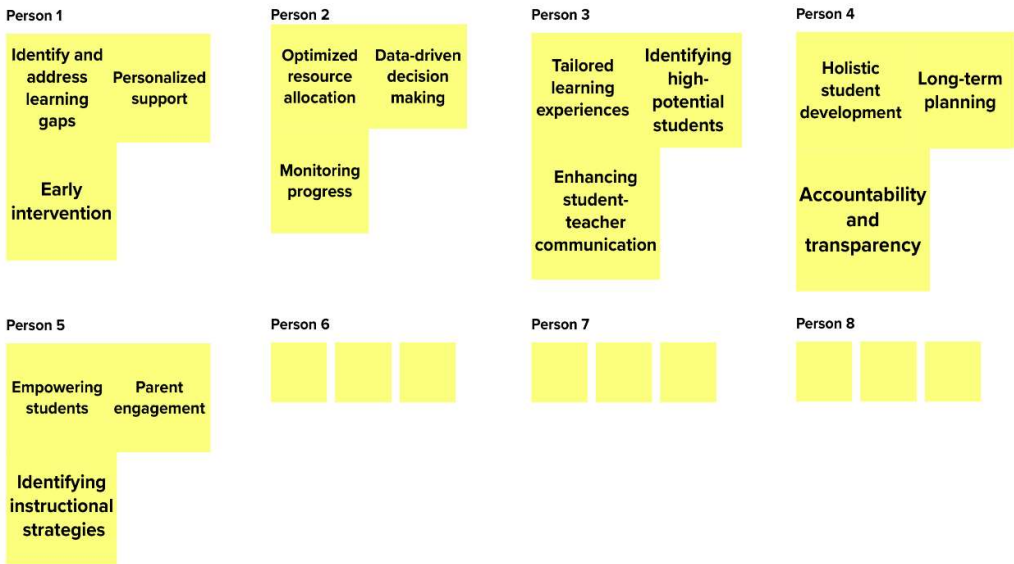 Person 1
Identify and
address
learning
gaps
Personalized
support
Early
intervention
Person 2
Optimized
resource
allocation
Data-driven
decision
making
Monitoring
progress
Person 3
Tailored
learning
experiences
Identifying
high-
potential
students
Enhancing
student-
teacher
communication
Person 4
Holistic
student
development
Long-term
planning
Accountability
and
transparency
Person 5
Empowering
students
Parent
engagement
Identifying
instructional
strategies
Person 6
Person 7
Person 8